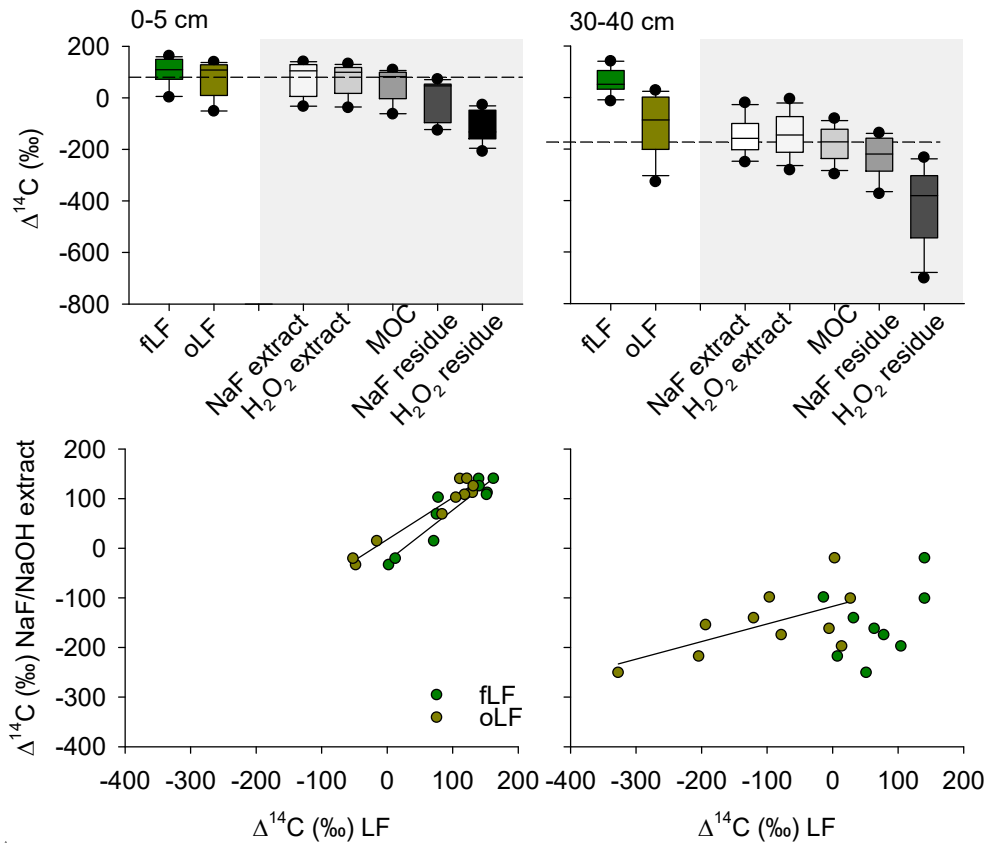 0-5 cm
30-40 cm
200
0
-200
-400
-600
-800
Δ14C (‰)
fLF
oLF
NaF extract
H2O2 extract
MOC
NaF residue
H2O2 residue
fLF
oLF
NaF extract
H2O2 extract
MOC
NaF residue
H2O2 residue
200
100
0
-100
-200
-300
-400
Δ14C (‰) NaF/NaOH extract
fLF
oLF
-400 -300 -200 -100 0 100 200
-400 -300 -200 -100 0 100 200
Δ14C (‰) LF
Δ14C (‰) LF